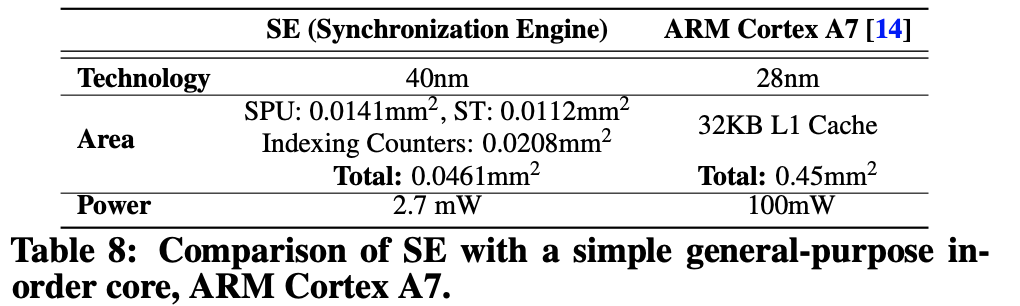 SE (Synchronization Engine) ARM Cortex A7 [14]
Technology 40nm 28nm
SPU: 0.0141mm², ST: 0.0112mm²
Area Indexing Counters: 0.0208mm² 32KB L1 Cache
Total: 0.0461mm² Total: 0.45mm²
Power 2.7 mW 100mW
Table 8: Comparison of SE with a simple general-purpose in-
order core, ARM Cortex A7.